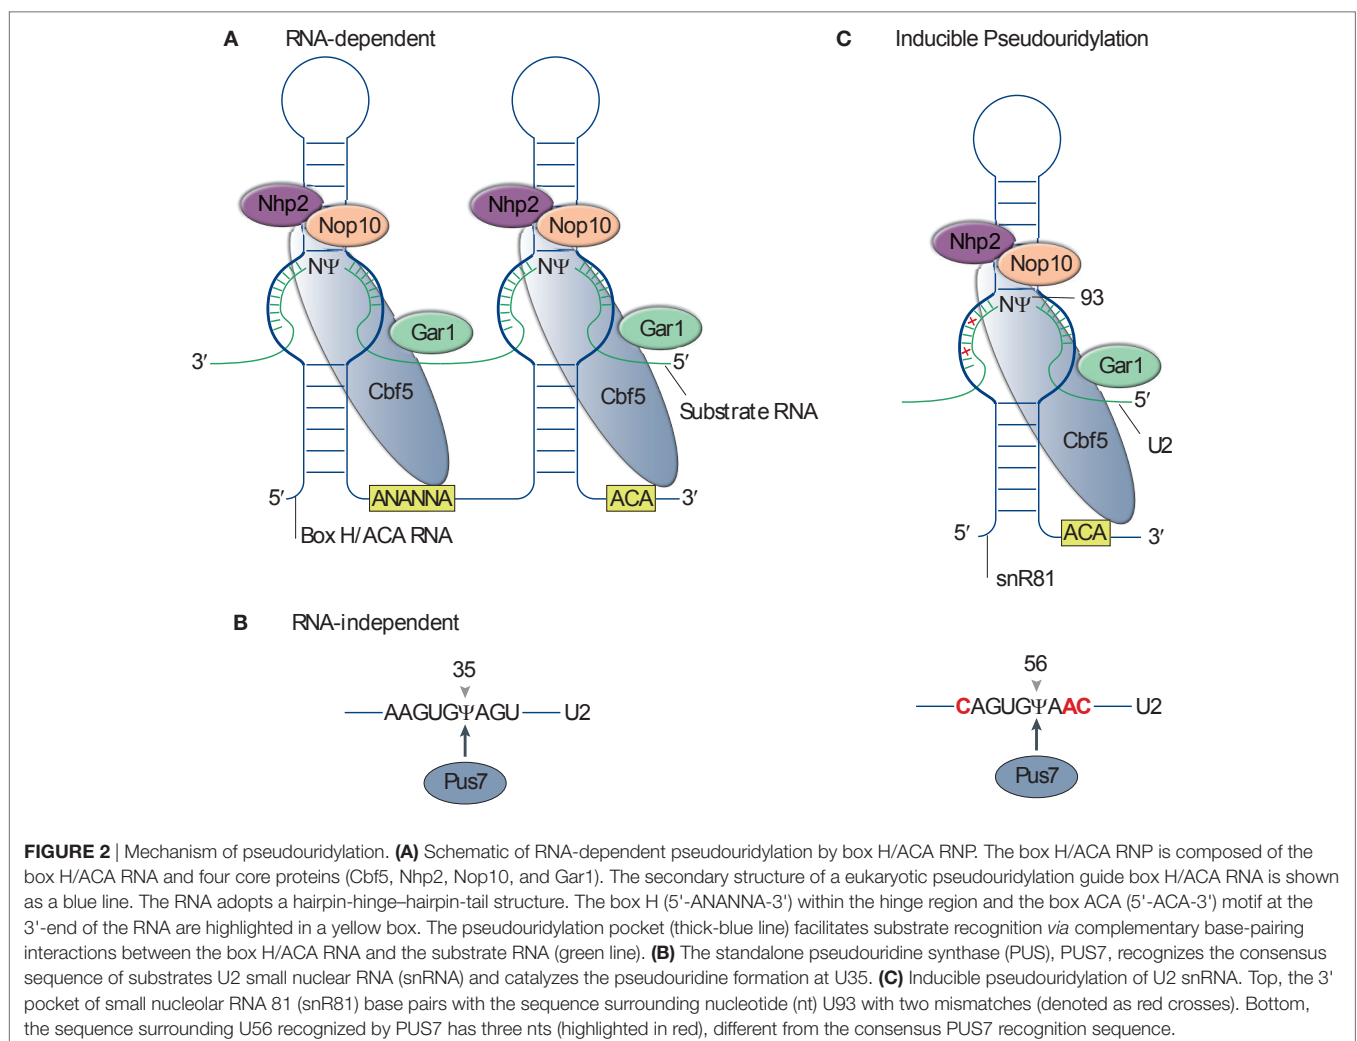 A RNA-dependent
Nhp2
Nop10
NΨ
Gar1
Cbf5
3′
Nhp2
Nop10
NΨ
Gar1
Cbf5
5′
Substrate RNA
5′
ANANNA
ACA
3′
Box H/ACA RNA
C Inducible Pseudouridylation
Nhp2
Nop10
NΨ
93
Gar1
Cbf5
5′
U2
5′
ACA
3′
snR81
B RNA-independent
35
AAGUGΨAGU
U2
Pus7
56
CAGUGΨAAC
U2
Pus7
FIGURE 2 | Mechanism of pseudouridylation. (A) Schematic of RNA-dependent pseudouridylation by box H/ACA RNP. The box H/ACA RNP is composed of the
box H/ACA RNA and four core proteins (Cbf5, Nhp2, Nop10, and Gar1). The secondary structure of a eukaryotic pseudouridylation guide box H/ACA RNA is shown
as a blue line. The RNA adopts a hairpin-hinge–hairpin-tail structure. The box H (5'-ANANNA-3') within the hinge region and the box ACA (5'-ACA-3') motif at the
3'-end of the RNA are highlighted in a yellow box. The pseudouridylation pocket (thick-blue line) facilitates substrate recognition via complementary base-pairing
interactions between the box H/ACA RNA and the substrate RNA (green line). (B) The standalone pseudouridine synthase (PUS), PUS7, recognizes the consensus
sequence of substrates U2 small nuclear RNA (snRNA) and catalyzes the pseudouridine formation at U35. (C) Inducible pseudouridylation of U2 snRNA. Top, the 3'
pocket of small nucleolar RNA 81 (snR81) base pairs with the sequence surrounding nucleotide (nt) U93 with two mismatches (denoted as red crosses). Bottom,
the sequence surrounding U56 recognized by PUS7 has three nts (highlighted in red), different from the consensus PUS7 recognition sequence.